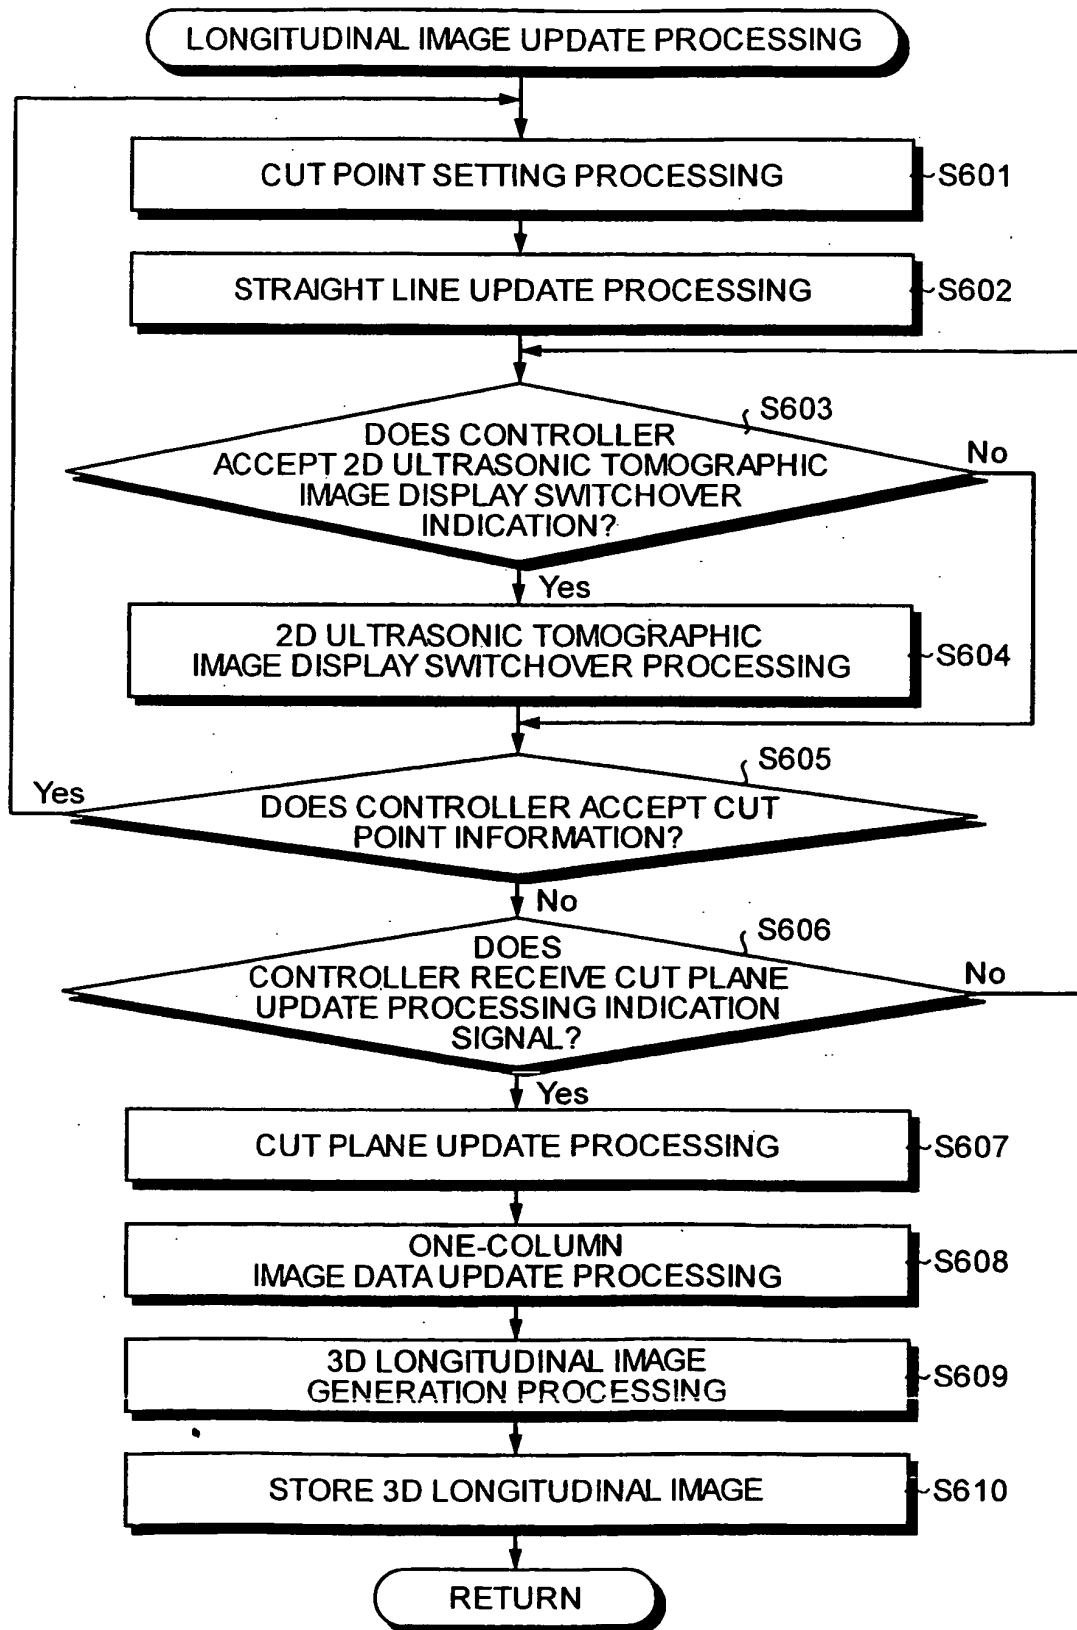 LONGITUDINAL IMAGE UPDATE PROCESSING
CUT POINT SETTING PROCESSING
S601
STRAIGHT LINE UPDATE PROCESSING
S602
S603
DOES CONTROLLER
ACCEPT 2D ULTRASONIC TOMOGRAPHIC
IMAGE DISPLAY SWITCHOVER
INDICATION?
No
Yes
2D ULTRASONIC TOMOGRAPHIC
IMAGE DISPLAY SWITCHOVER PROCESSING
S604
S605
Yes
DOES CONTROLLER ACCEPT CUT
POINT INFORMATION?
No
S606
DOES
CONTROLLER RECEIVE CUT PLANE
UPDATE PROCESSING INDICATION
SIGNAL?
No
Yes
CUT PLANE UPDATE PROCESSING
S607
ONE-COLUMN
IMAGE DATA UPDATE PROCESSING
S608
3D LONGITUDINAL IMAGE
GENERATION PROCESSING
S609
STORE 3D LONGITUDINAL IMAGE
S610
RETURN